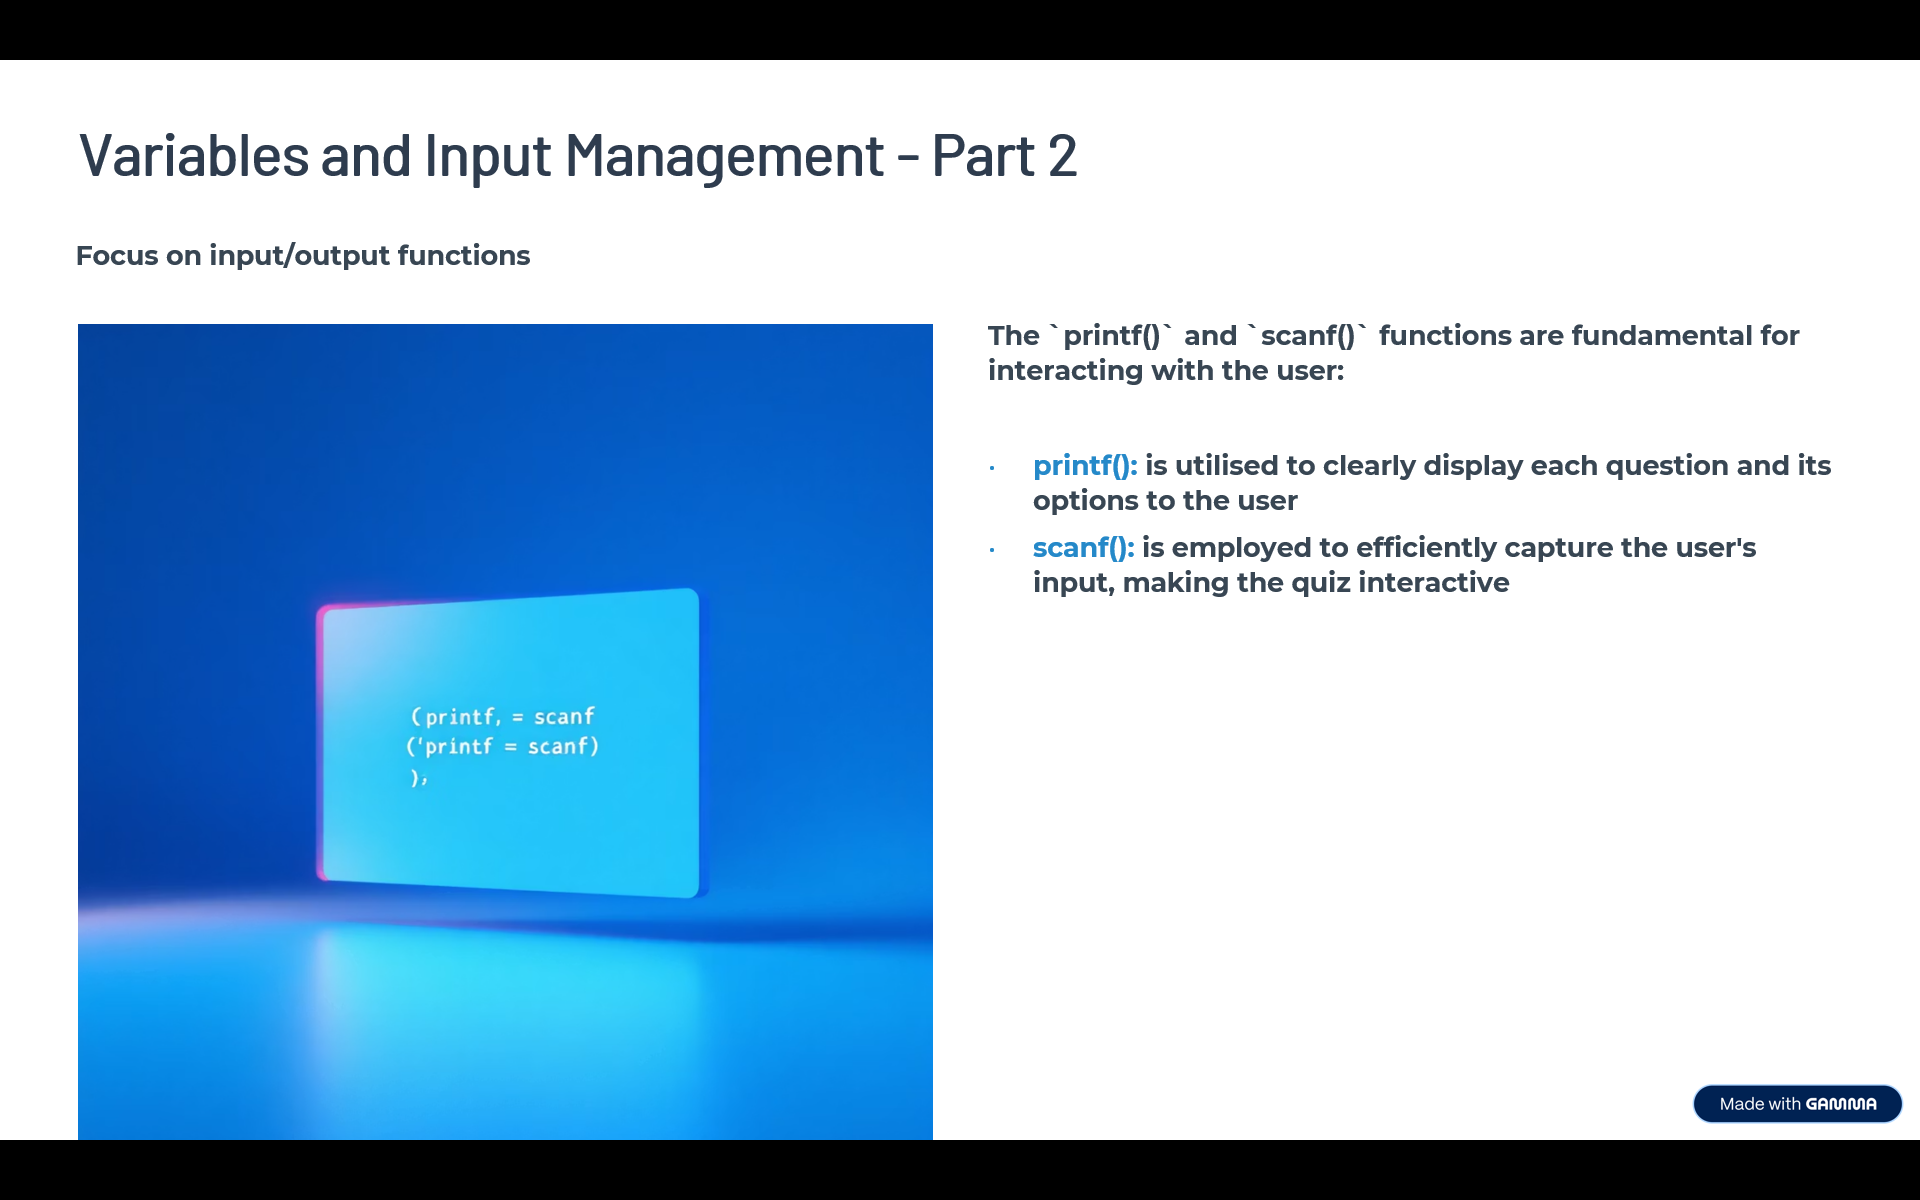 Variables and Input Management - Part 2
Focus on input/output functions
(printf, = scanf
('printf = scanf)
);
The `printf()` and `scanf()` functions are fundamental for
interacting with the user:
· printf(): is utilised to clearly display each question and its
options to the user
· scanf(): is employed to efficiently capture the user's
input, making the quiz interactive
Made with GAMMA